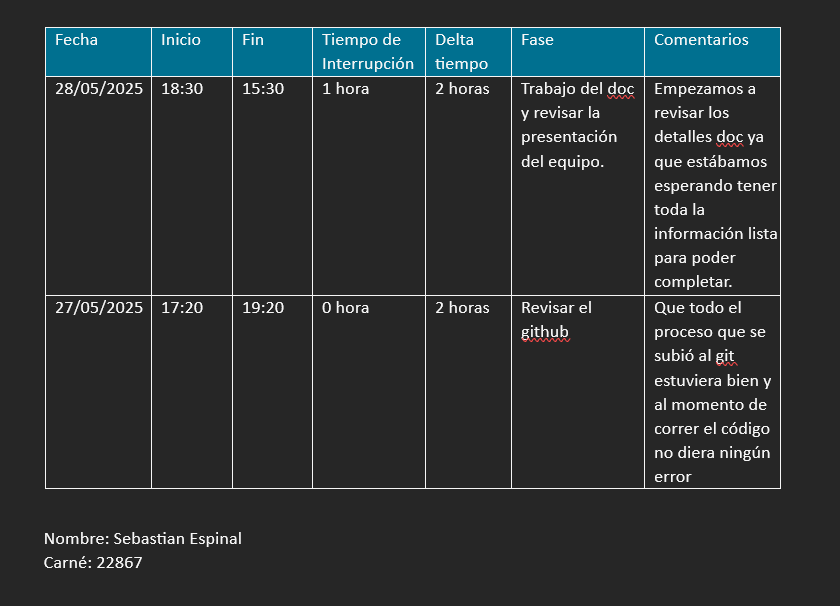 Fecha
Inicio
Fin
Tiempo de
Interrupción
Delta
tiempo
Fase
Comentarios
28/05/2025
18:30
15:30
1 hora
2 horas
Trabajo del doc
y revisar la
presentación
del equipo.
Empezamos a
revisar los
detalles doc ya
que estábamos
esperando tener
toda la
información lista
para poder
completar.
27/05/2025
17:20
19:20
0 hora
2 horas
Revisar el
github
Que todo el
proceso que se
subió al git
estuviera bien y
al momento de
correr el código
no diera ningún
error
Nombre: Sebastian Espinal
Carné: 22867